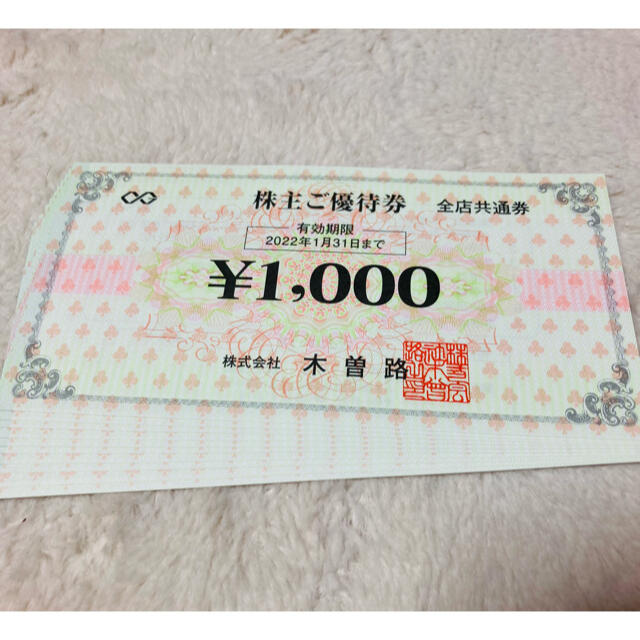 株主ご優待券 全店共通券
有効期限
2022年1月31日まで
¥1,000
株式会社 木曽路